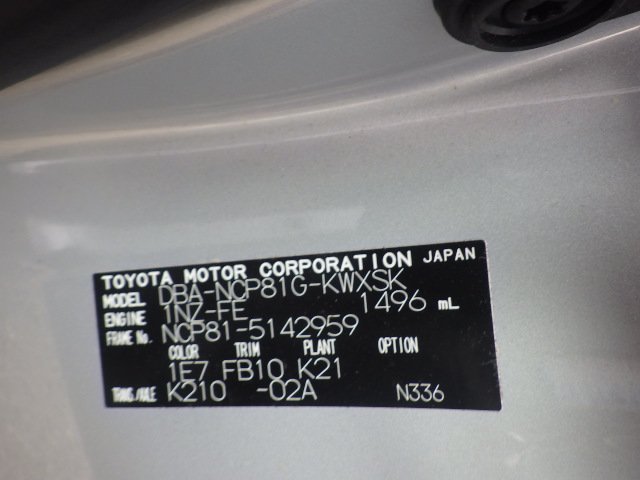 TOYOTA MOTOR CORPORATION JAPAN
MODEL DBA-NCP81G-KWXSK
ENGINE 1NZ-FE 1496 mL
FRAME No. NCP81-5142959
COLOR TRIM PLANT OPTION
1E7 FB10 K21
TRANS./AXLE K210 -02A N336